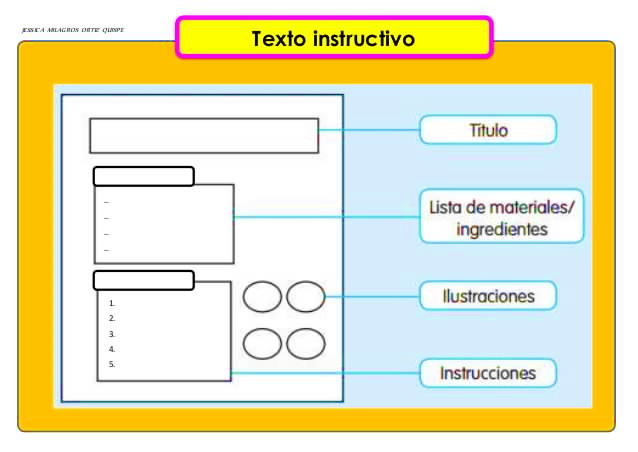 JESSICA MILAGROS ORTIZ QUISPE
Texto instructivo
Título
Lista de materiales/
ingredientes
Ilustraciones
Instrucciones
–
–
–
–
1.
2.
3.
4.
5.